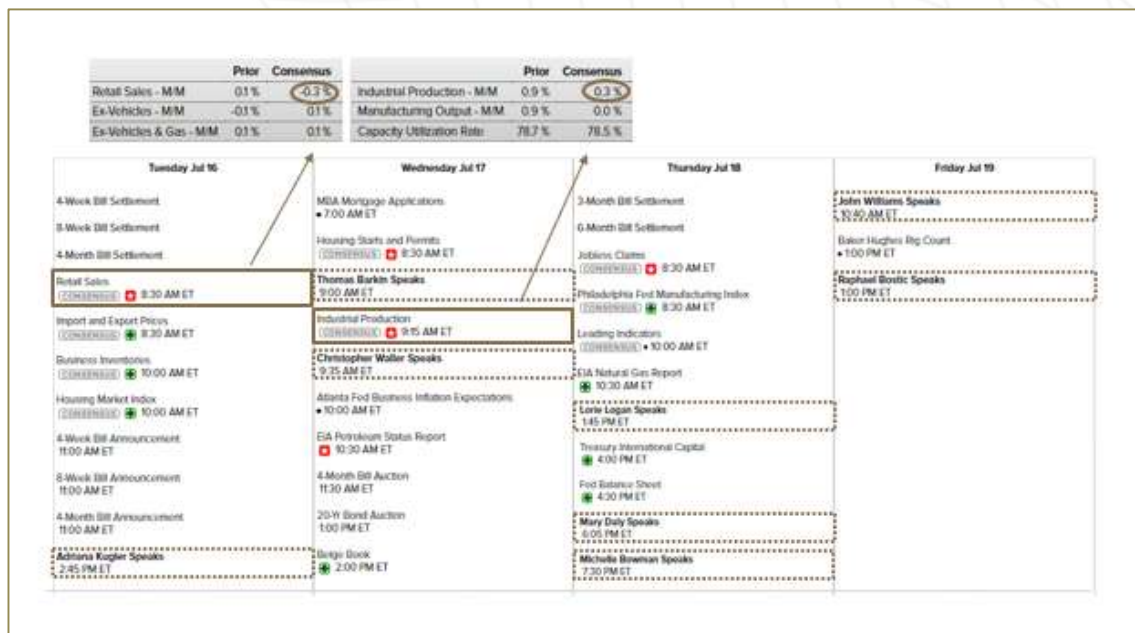 Prior Consensus
Retail Sales - M/M 0.1 % -0.3 %
Ex-Vehicles - M/M -0.1 % 0.1 %
Ex-Vehicles & Gas - M/M 0.1 % 0.1 %
Prior Consensus
Industrial Production - M/M 0.9 % 0.3 %
Manufacturing Output - M/M 0.9 % 0.0 %
Capacity Utilization Rate 78.7 % 78.5 %
Tuesday Jul 16
4-Week Bill Settlement
8-Week Bill Settlement
4-Month Bill Settlement
Retail Sales
CONSENSUS 8:30 AM ET
Import and Export Prices
CONSENSUS 8:30 AM ET
Business Inventories
CONSENSUS 10:00 AM ET
Housing Market Index
CONSENSUS 10:00 AM ET
4-Week Bill Announcement
11:00 AM ET
8-Week Bill Announcement
11:00 AM ET
4-Month Bill Announcement
11:00 AM ET
Adriana Kugler Speaks
2:45 PM ET
Wednesday Jul 17
MBA Mortgage Applications
• 7:00 AM ET
Housing Starts and Permits
CONSENSUS 8:30 AM ET
Thomas Barkin Speaks
9:00 AM ET
Industrial Production
CONSENSUS 9:15 AM ET
Christopher Waller Speaks
9:35 AM ET
Atlanta Fed Business Inflation Expectations
• 10:00 AM ET
EIA Petroleum Status Report
10:30 AM ET
4-Month Bill Auction
11:30 AM ET
20-Yr Bond Auction
1:00 PM ET
Beige Book
2:00 PM ET
Thursday Jul 18
3-Month Bill Settlement
6-Month Bill Settlement
Jobless Claims
CONSENSUS 8:30 AM ET
Philadelphia Fed Manufacturing Index
CONSENSUS 8:30 AM ET
Leading Indicators
CONSENSUS • 10:00 AM ET
EIA Natural Gas Report
10:30 AM ET
Lorie Logan Speaks
1:45 PM ET
Treasury International Capital
4:00 PM ET
Fed Balance Sheet
4:30 PM ET
Mary Daly Speaks
6:05 PM ET
Michelle Bowman Speaks
7:30 PM ET
Friday Jul 19
John Williams Speaks
10:40 AM ET
Baker Hughes Rig Count
• 1:00 PM ET
Raphael Bostic Speaks
1:00 PM ET